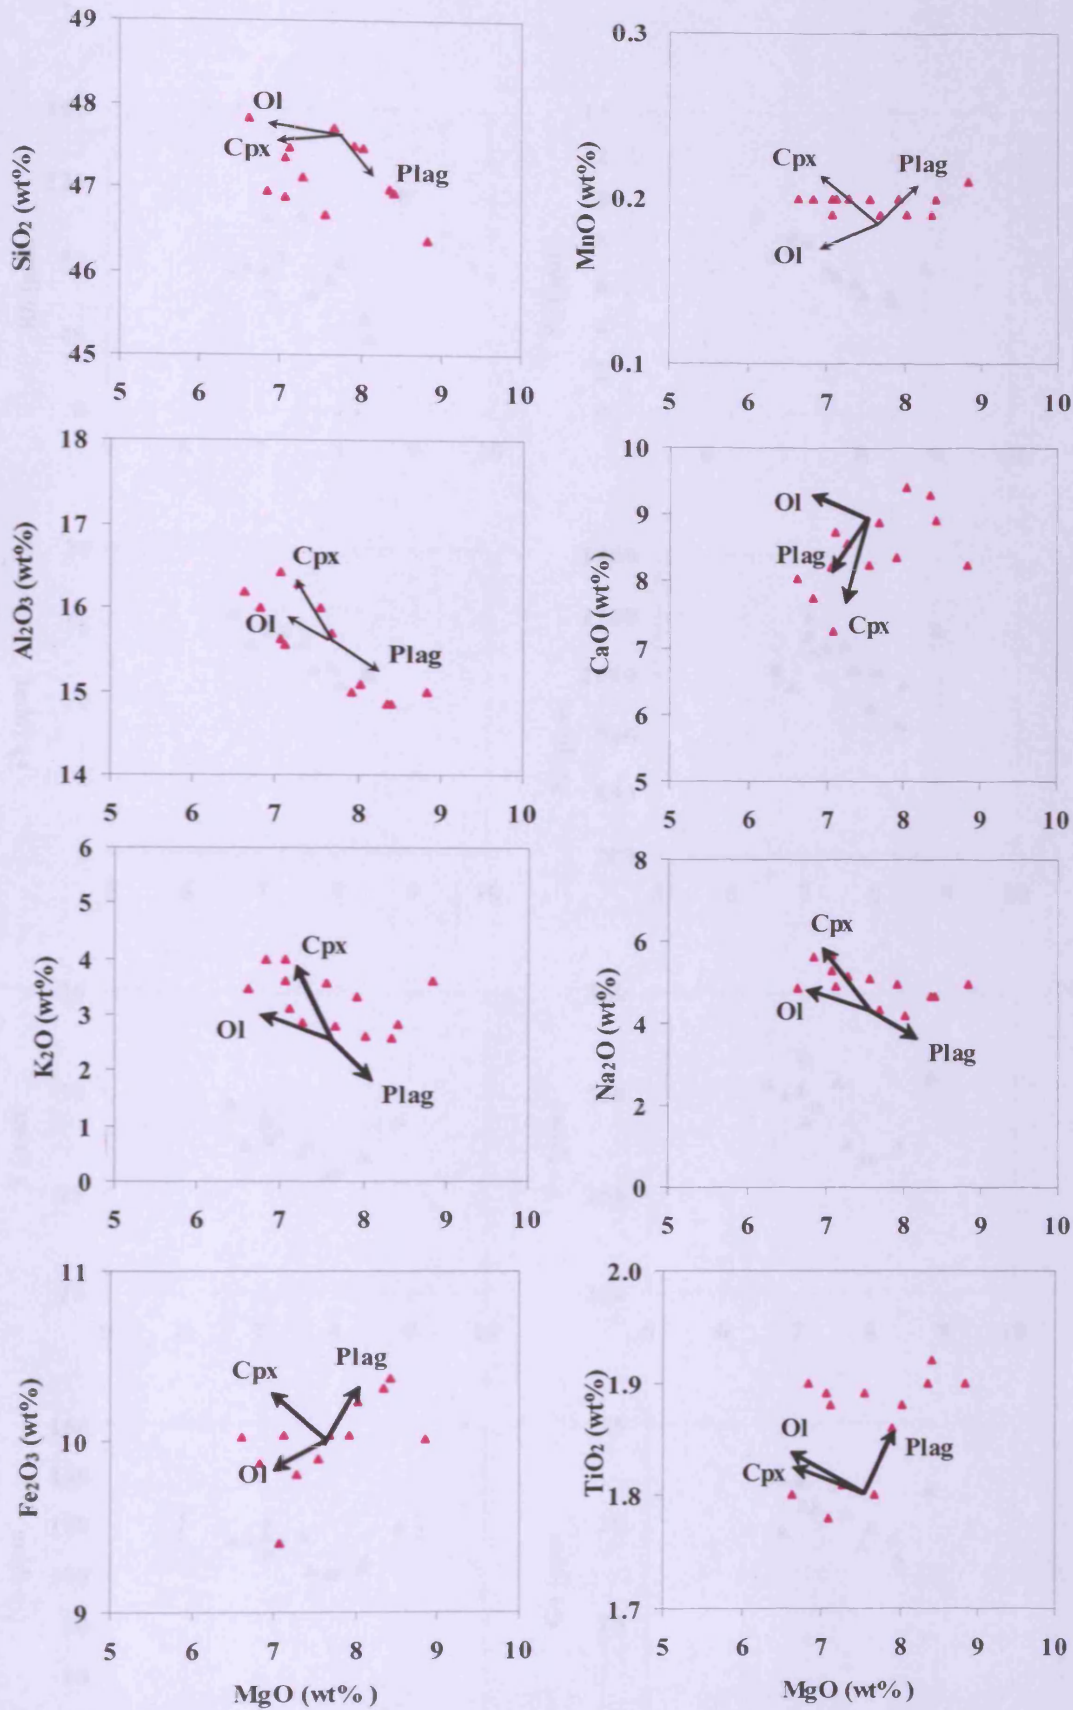 49
48
47
46
45
SiO₂ (wt%)
Ol
Cpx
Plag
5 6 7 8 9 10
0.3
0.2
0.1
MnO (wt%)
Cpx
Plag
Ol
5 6 7 8 9 10
18
17
16
15
14
Al₂O₃ (wt%)
Cpx
Ol
Plag
5 6 7 8 9 10
10
9
8
7
6
5
CaO (wt%)
Ol
Plag
Cpx
5 6 7 8 9 10
6
5
4
3
2
1
0
K₂O (wt%)
Cpx
Ol
Plag
5 6 7 8 9 10
8
6
4
2
0
Na₂O (wt%)
Cpx
Ol
Plag
5 6 7 8 9 10
11
10
9
Fe₂O₃ (wt%)
Cpx
Plag
Ol
5 6 7 8 9 10
MgO (wt%)
2.0
1.9
1.8
1.7
TiO₂ (wt%)
Ol
Cpx
Plag
5 6 7 8 9 10
MgO (wt%)